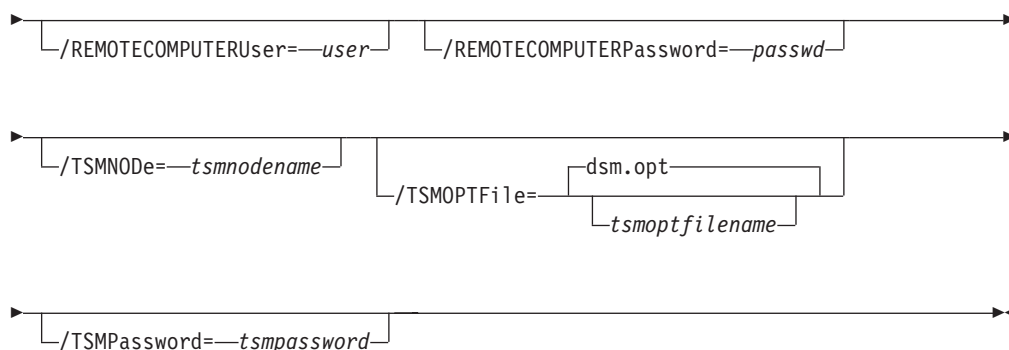 /REMOTECOMPUTERUser= user /REMOTECOMPUTERPassword= passwd
dsm.opt
/TSMNODe= tsmnodename
/TSMOPTFile=
tsmoptfilename
/TSMPassword= tsmpassword